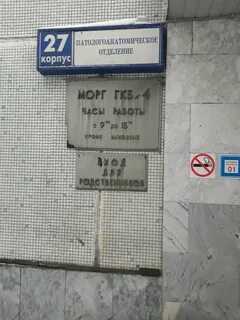 27
корпус
ПАТОЛОГОАНАТОМИЧЕСКОЕ
ОТДЕЛЕНИЕ
МОРГ ГКБ-4
ЧАСЫ РАБОТЫ
с 9⁰⁰ до 15⁰⁰
КРОМЕ ВЫХОДНЫХ
ВХОД
ДЛЯ
РОДСТВЕННИКОВ
01